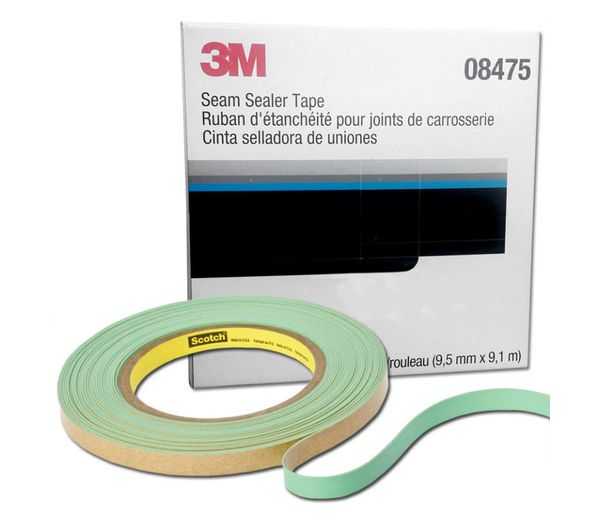 3M
08475
Seam Sealer Tape
Ruban d'étanchéité pour joints de carrosserie
Cinta selladora de uniones
rouleau (9,5 mm x 9,1 m)
Scotch